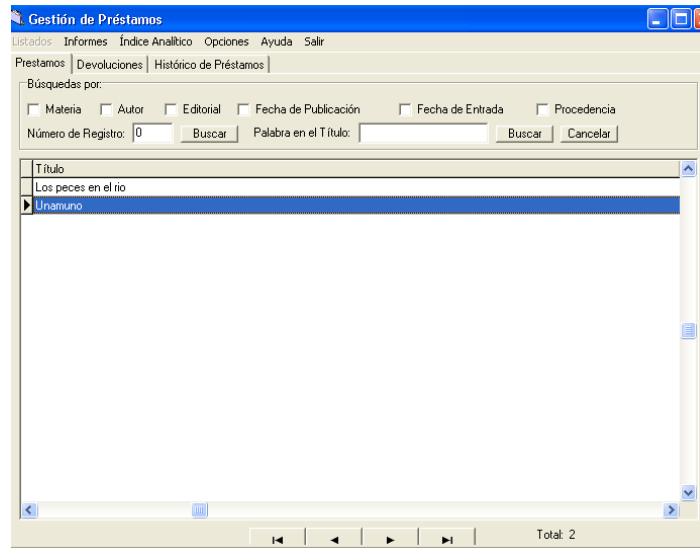 Gestión de Préstamos
Listados Informes Índice Analítico Opciones Ayuda Salir
Prestamos Devoluciones Histórico de Préstamos
Búsquedas por:
Materia Autor Editorial Fecha de Publicación Fecha de Entrada Procedencia
Número de Registro: 0 Buscar Palabra en el Título: Buscar Cancelar
Título
Los peces en el rio
Unamuno
Total: 2